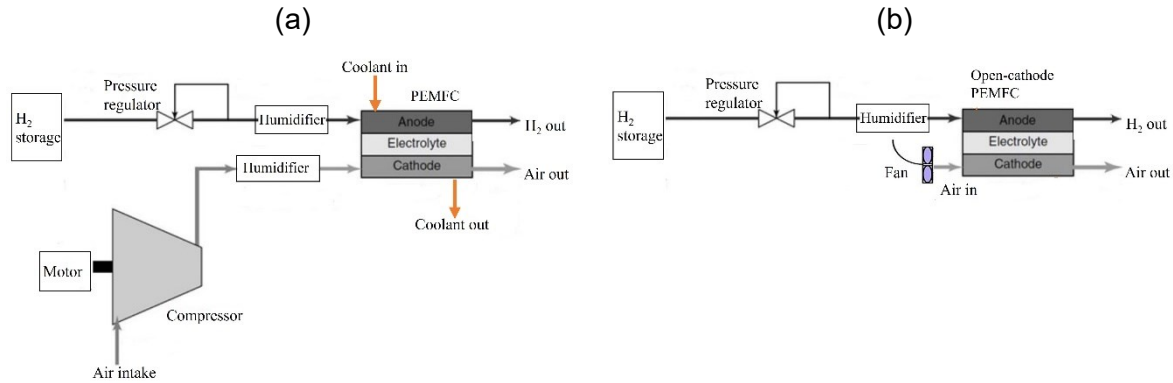 (a)
Coolant in
Pressure
regulator
PEMFC
H2
storage
Humidifier
Anode
H2 out
Electrolyte
Humidifier
Cathode
Air out
Coolant out
Motor
Compressor
Air intake
(b)
Open-cathode
PEMFC
Pressure
regulator
H2
storage
Humidifier
Anode
H2 out
Electrolyte
Fan
Cathode
Air out
Air in